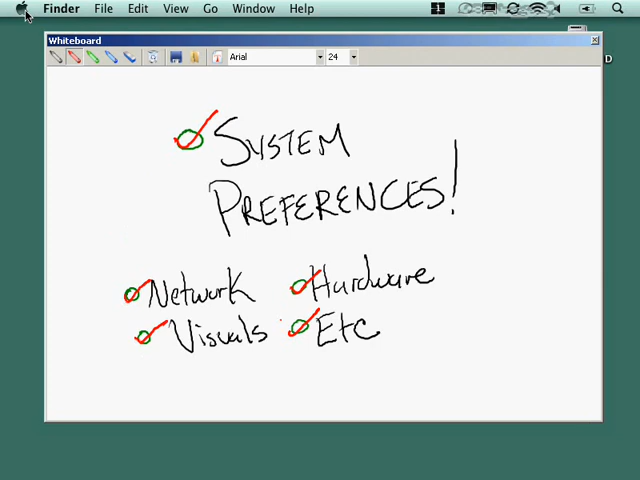 Finder File Edit View Go Window Help
Whiteboard
Arial 24
D
SYSTEM
PREFERENCES!
Network Hardware
Visuals Etc